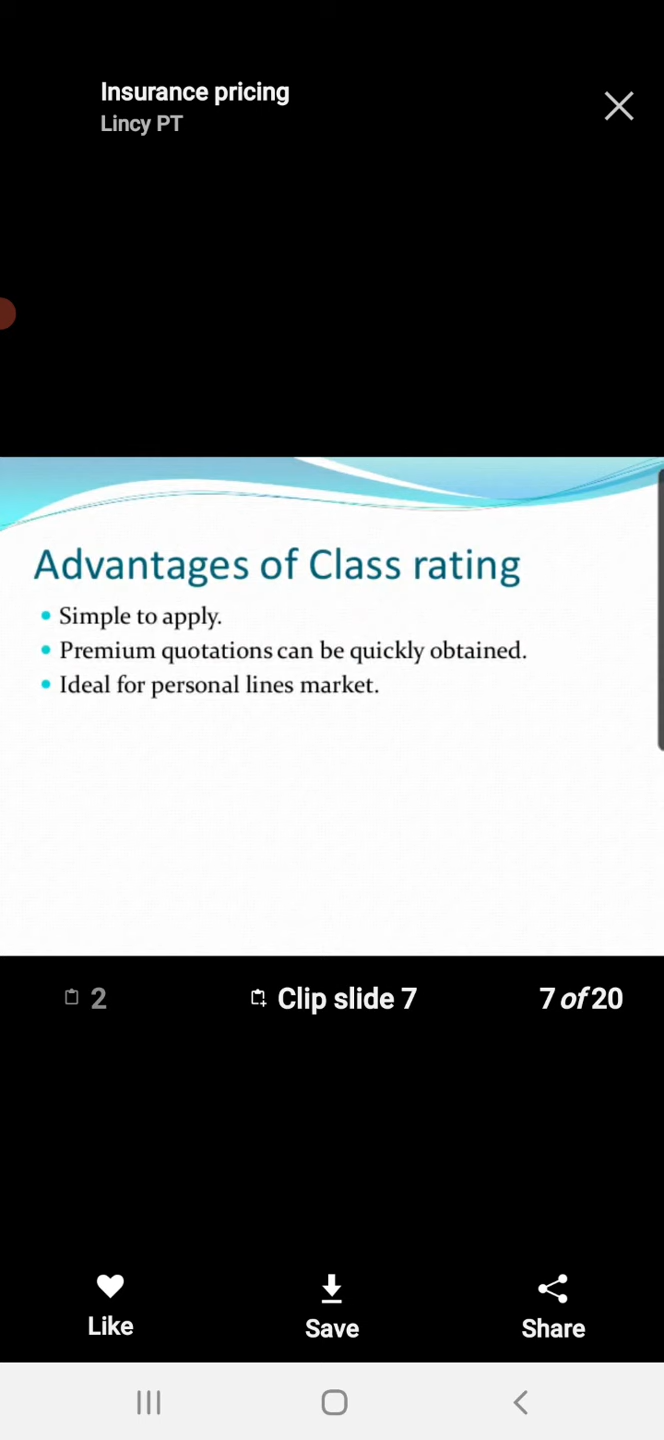 Insurance pricing
Lincy PT
Advantages of Class rating
• Simple to apply.
• Premium quotations can be quickly obtained.
• Ideal for personal lines market.
2
Clip slide 7
7 of 20
Like
Save
Share